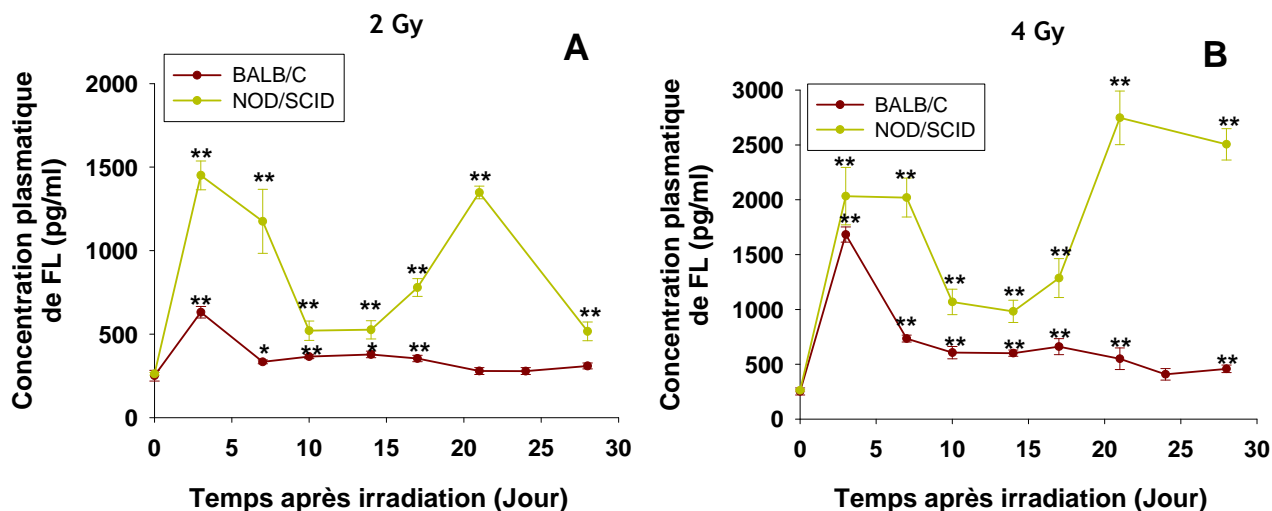 2 Gy
A
BALB/C
NOD/SCID
Concentration plasmatique
de FL (pg/ml)
2000
1500
1000
500
0
** ** ** ** ** ** **
** * ** * **
0 5 10 15 20 25 30
Temps après irradiation (Jour)
4 Gy
B
BALB/C
NOD/SCID
Concentration plasmatique
de FL (pg/ml)
3000
2500
2000
1500
1000
500
0
** ** ** ** ** ** **
** ** ** ** ** ** **
0 5 10 15 20 25 30
Temps après irradiation (Jour)